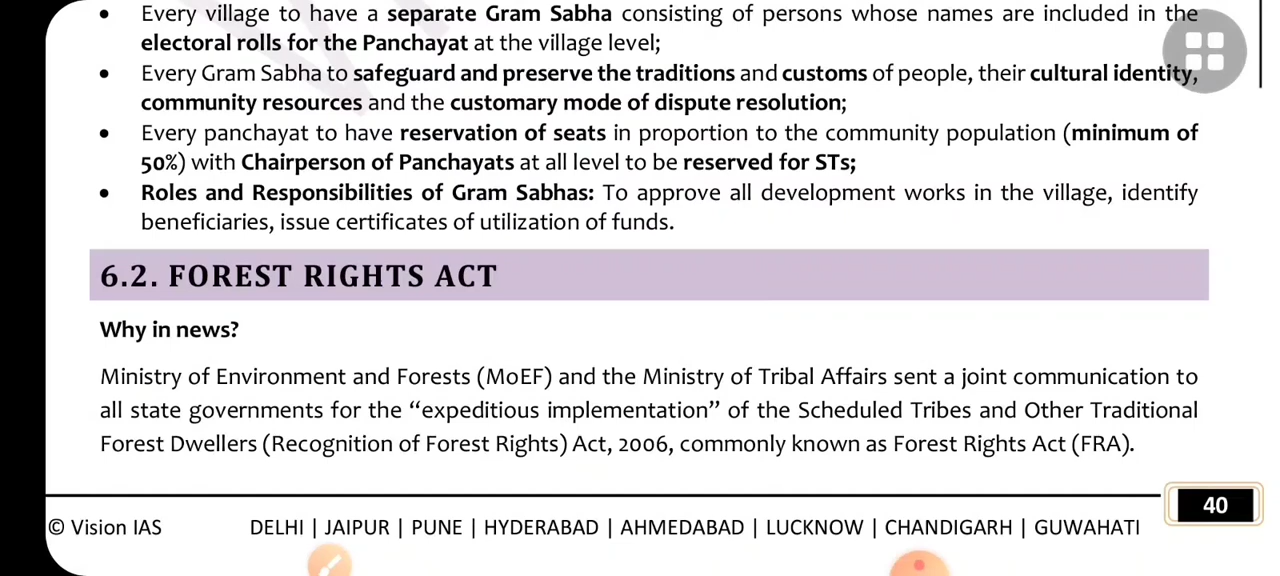 • Every village to have a separate Gram Sabha consisting of persons whose names are included in the
electoral rolls for the Panchayat at the village level;
• Every Gram Sabha to safeguard and preserve the traditions and customs of people, their cultural identity,
community resources and the customary mode of dispute resolution;
• Every panchayat to have reservation of seats in proportion to the community population (minimum of
50%) with Chairperson of Panchayats at all level to be reserved for STs;
• Roles and Responsibilities of Gram Sabhas: To approve all development works in the village, identify
beneficiaries, issue certificates of utilization of funds.
6.2. FOREST RIGHTS ACT
Why in news?
Ministry of Environment and Forests (MoEF) and the Ministry of Tribal Affairs sent a joint communication to
all state governments for the “expeditious implementation” of the Scheduled Tribes and Other Traditional
Forest Dwellers (Recognition of Forest Rights) Act, 2006, commonly known as Forest Rights Act (FRA).
40
© Vision IAS DELHI | JAIPUR | PUNE | HYDERABAD | AHMEDABAD | LUCKNOW | CHANDIGARH | GUWAHATI